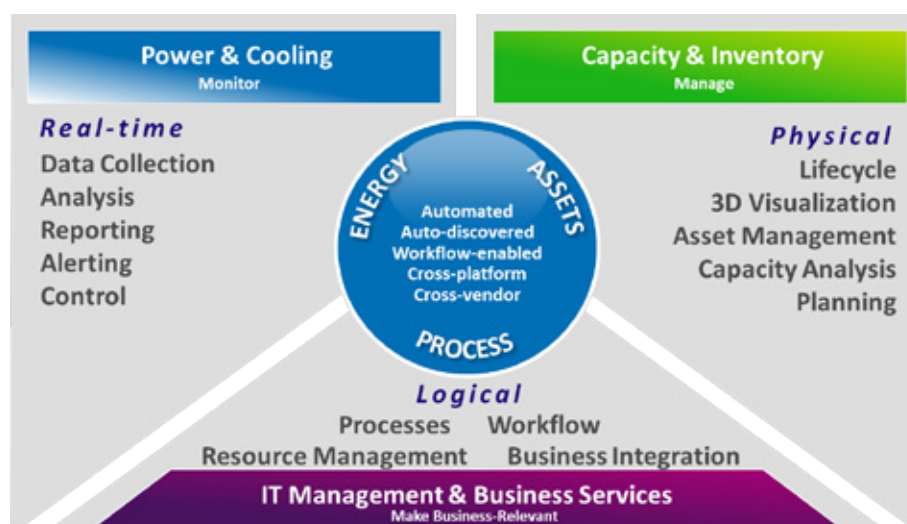 Power & Cooling
Monitor
Real-time
Data Collection
Analysis
Reporting
Alerting
Control
Capacity & Inventory
Manage
Physical
Lifecycle
3D Visualization
Asset Management
Capacity Analysis
Planning
ENERGY
ASSETS
Automated
Auto-discovered
Workflow-enabled
Cross-platform
Cross-vendor
PROCESS
Logical
Processes Workflow
Resource Management Business Integration
IT Management & Business Services
Make Business-Relevant